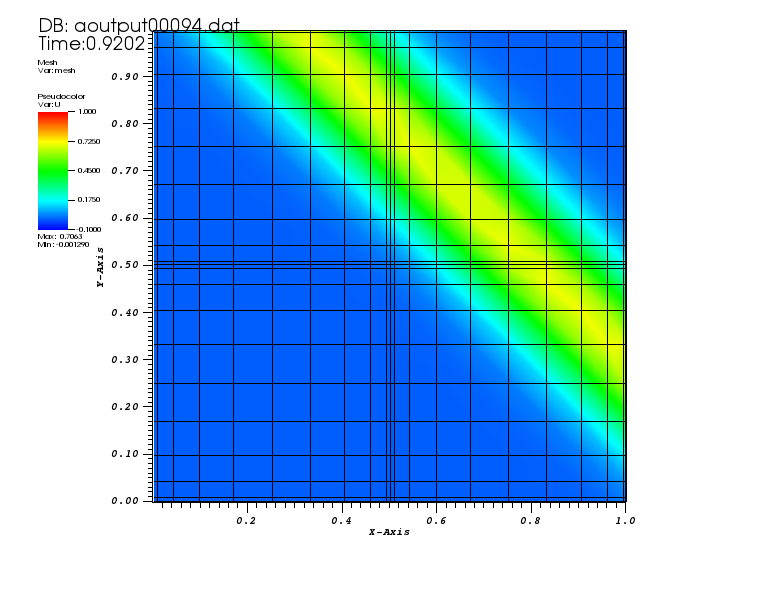 DB: aoutput00094.dat
Time:0.9202
Mesh
Var: mesh
Pseudocolor
Var: U
1.000
0.7250
0.4500
0.1750
-0.1000
Max: 0.7063
Min: -0.001290
Y-Axis
0.90
0.80
0.70
0.60
0.50
0.40
0.30
0.20
0.10
0.00
0.2 0.4 0.6 0.8 1.0
X-Axis